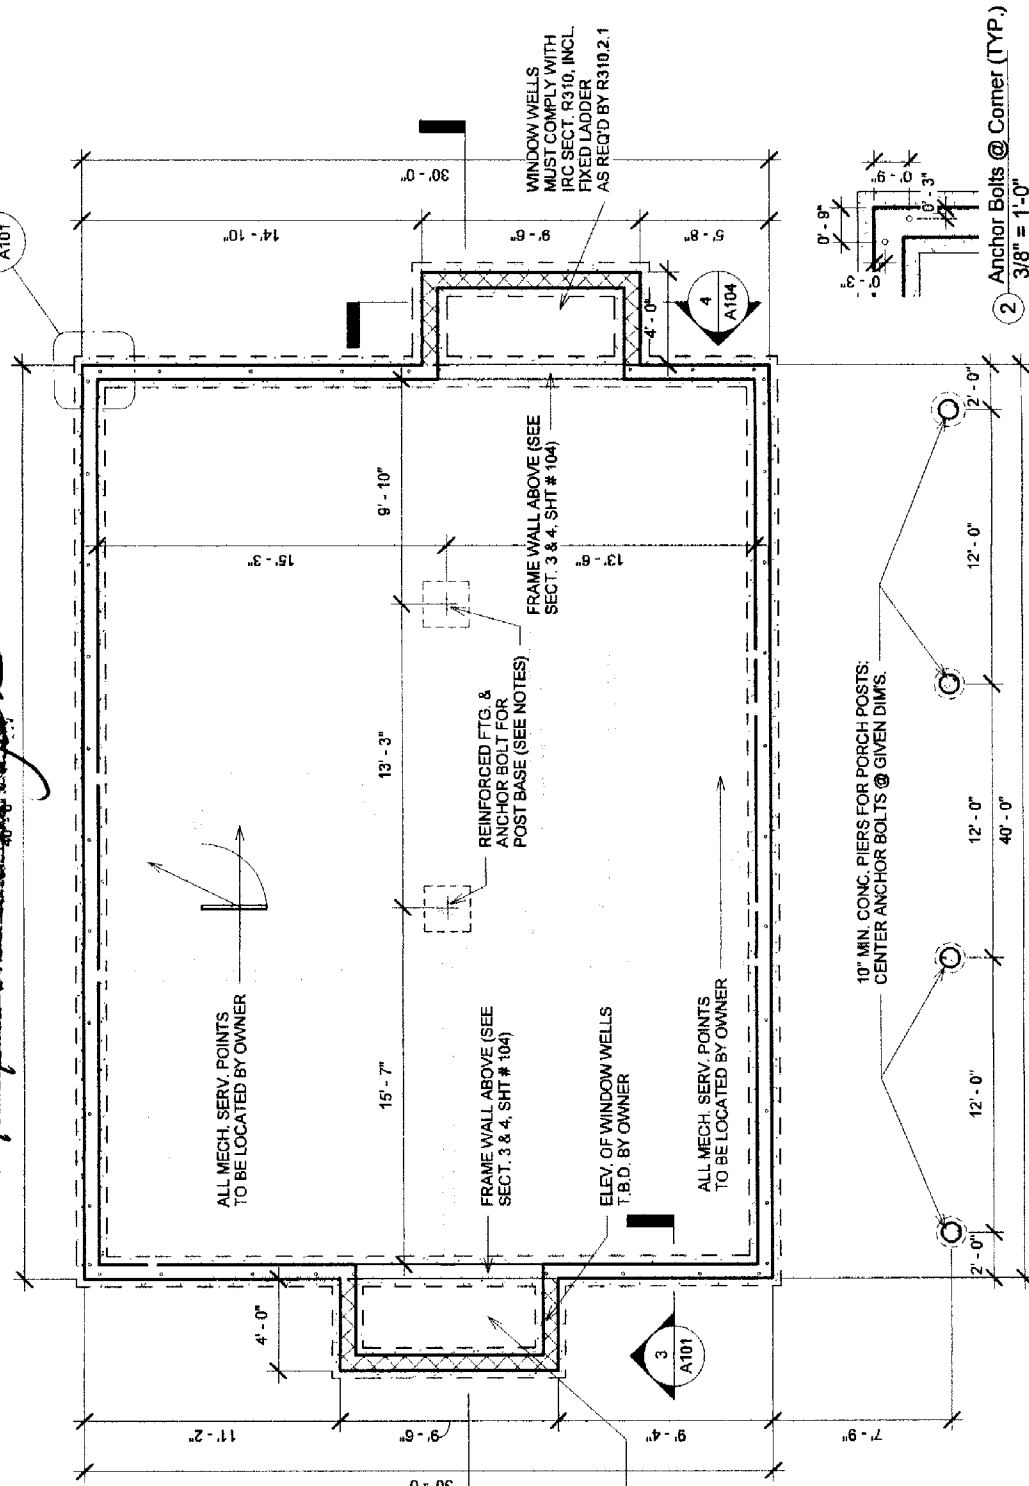 A101
40'-0"
30'-0"
14'-10"
9'-6"
5'-8"
WINDOW WELLS
MUST COMPLY WITH
IRC SECT. R310, INCL.
FIXED LADDER
AS REQ'D BY R310.2.1
4'-0"
4
A104
0'-9"
0'-9"
0'-3"
0'-3"
2
Anchor Bolts @ Corner (TYP.)
3/8" = 1'-0"
9'-10"
13'-3"
15'-7"
15'-3"
13'-6"
FRAME WALL ABOVE (SEE
SECT. 3 & 4, SHT # 104)
REINFORCED FTG. &
ANCHOR BOLT FOR
POST BASE (SEE NOTES)
ALL MECH. SERV. POINTS
TO BE LOCATED BY OWNER
FRAME WALL ABOVE (SEE
SECT. 3 & 4, SHT # 104)
ELEV. OF WINDOW WELLS
T.B.D. BY OWNER
ALL MECH. SERV. POINTS
TO BE LOCATED BY OWNER
10" MIN. CONC. PIERS FOR PORCH POSTS:
CENTER ANCHOR BOLTS @ GIVEN DIM'S.
2'-0"
12'-0"
12'-0"
12'-0"
2'-0"
40'-0"
4'-0"
3
A101
11'-2"
9'-6"
9'-4"
7'-9"